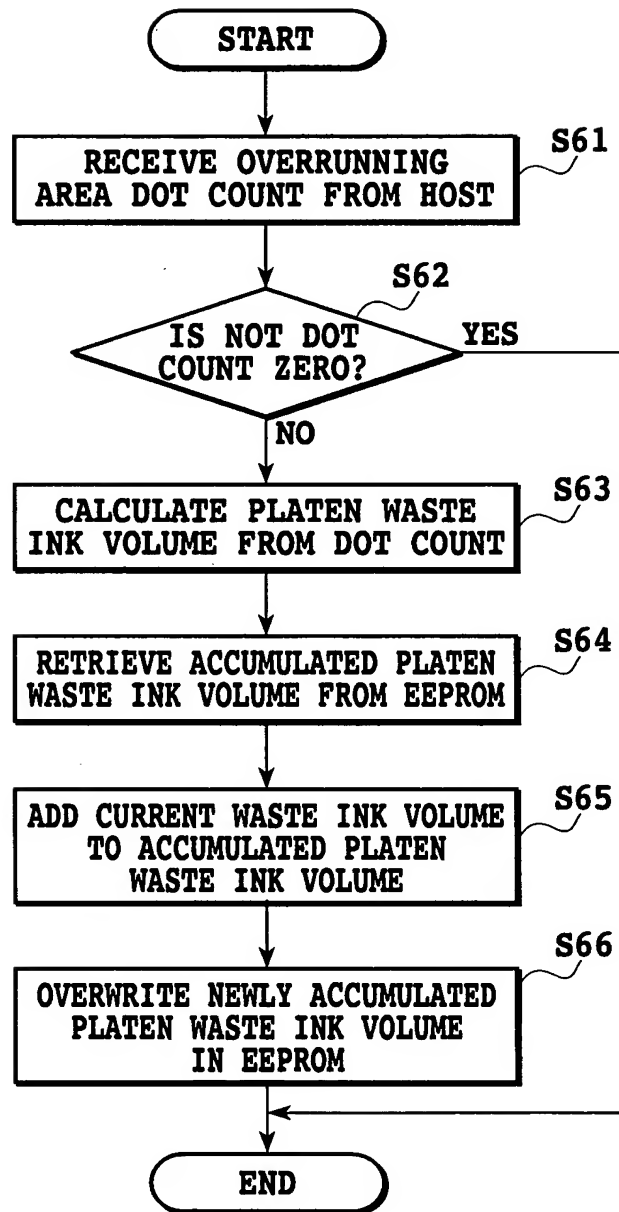 START
S61
RECEIVE OVERRUNNING
AREA DOT COUNT FROM HOST
S62
IS NOT DOT
COUNT ZERO?
YES
NO
S63
CALCULATE PLATEN WASTE
INK VOLUME FROM DOT COUNT
S64
RETRIEVE ACCUMULATED PLATEN
WASTE INK VOLUME FROM EEPROM
S65
ADD CURRENT WASTE INK VOLUME
TO ACCUMULATED PLATEN
WASTE INK VOLUME
S66
OVERWRITE NEWLY ACCUMULATED
PLATEN WASTE INK VOLUME
IN EEPROM
END